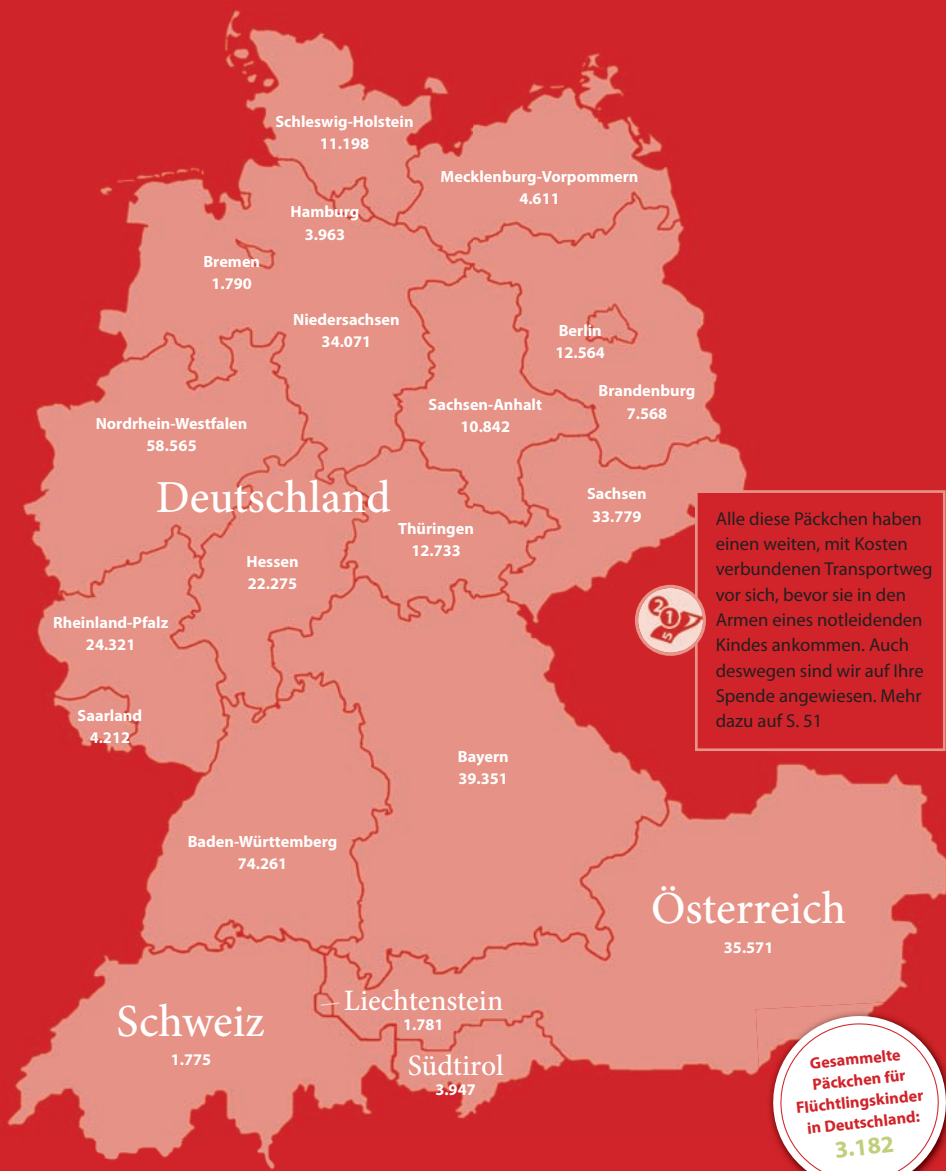 Schleswig-Holstein
11.198
Mecklenburg-Vorpommern
4.611
Hamburg
3.963
Bremen
1.790
Niedersachsen
34.071
Berlin
12.564
Brandenburg
7.568
Sachsen-Anhalt
10.842
Nordrhein-Westfalen
58.565
Deutschland
Sachsen
33.779
Thüringen
12.733
Hessen
22.275
Rheinland-Pfalz
24.321
Saarland
4.212
Alle diese Päckchen haben
einen weiten, mit Kosten
verbundenen Transportweg
vor sich, bevor sie in den
Armen eines notleidenden
Kindes ankommen. Auch
deswegen sind wir auf Ihre
Spende angewiesen. Mehr
dazu auf S. 51
2
1
5
Bayern
39.351
Baden-Württemberg
74.261
Österreich
35.571
Schweiz
1.775
Liechtenstein
1.781
Südtirol
3.947
Gesammelte
Päckchen für
Flüchtlingskinder
in Deutschland:
3.182